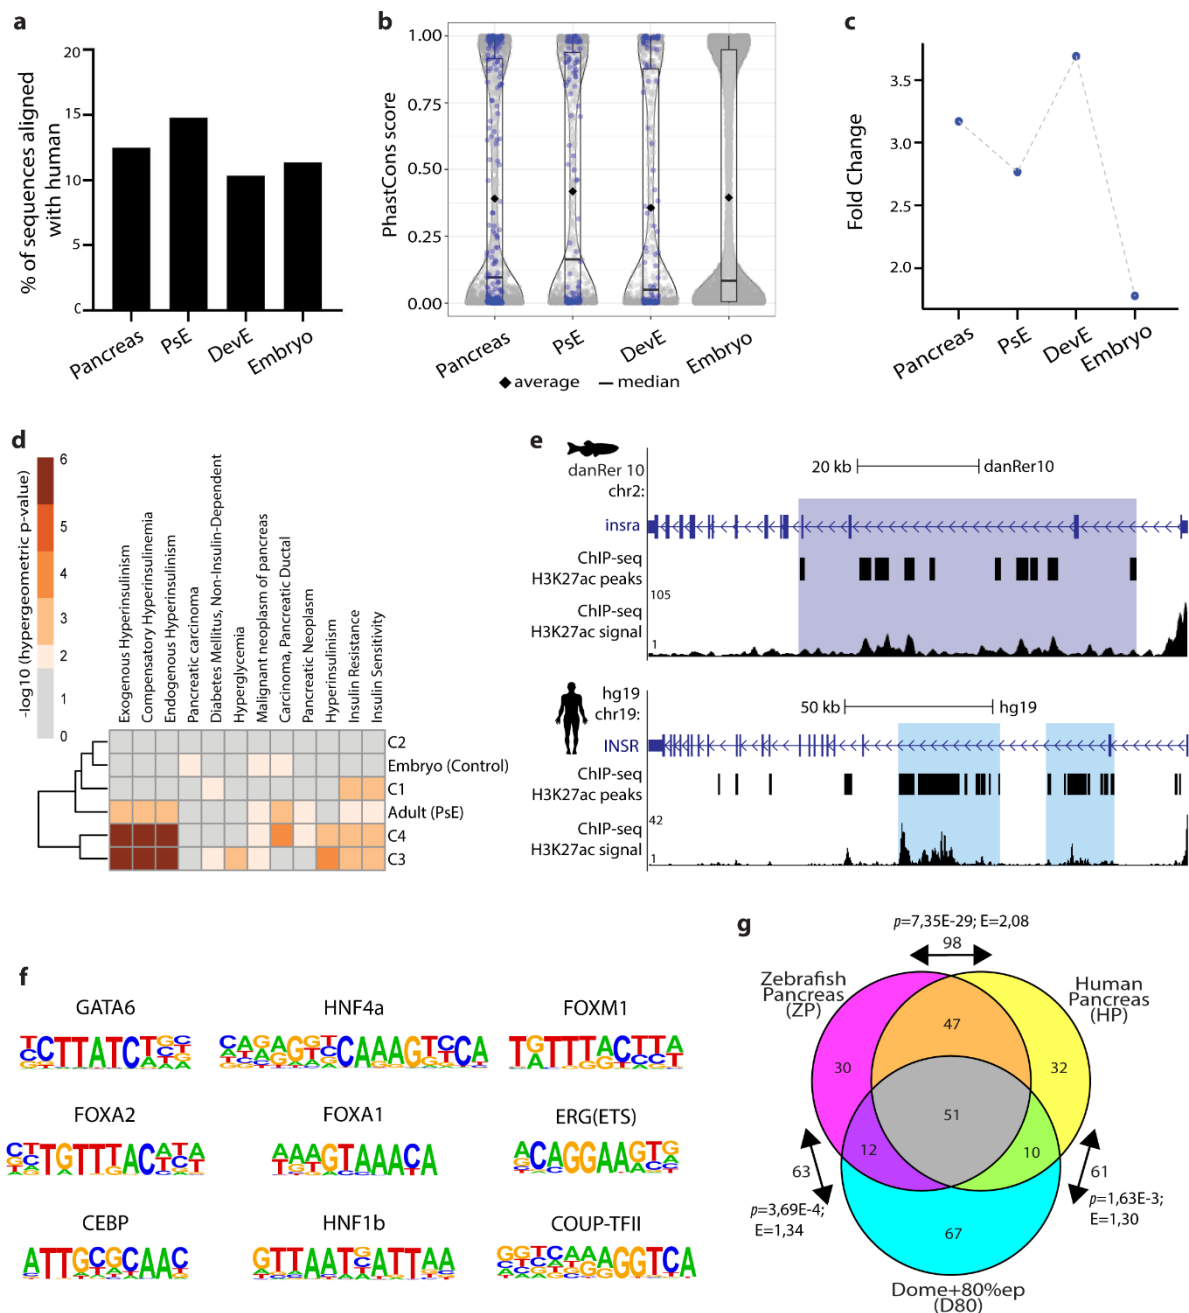 a
% of sequences aligned
with human
20
15
10
5
0
Pancreas
PsE
DevE
Embryo
b
PhastCons score
1.00
0.75
0.50
0.25
0.00
Pancreas
PsE
DevE
Embryo
average
median
c
Fold Change
3.5
3.0
2.5
2.0
Pancreas
PsE
DevE
Embryo
d
-log10 (hypergeometric p-value)
6
5
4
3
2
1
0
Exogenous Hyperinsulinism
Compensatory Hyperinsulinemia
Endogenous Hyperinsulinism
Pancreatic carcinoma
Diabetes Mellitus, Non-Insulin-Dependent
Hyperglycemia
Malignant neoplasm of pancreas
Carcinoma, Pancreatic Ductal
Pancreatic Neoplasm
Hyperinsulinism
Insulin Resistance
Insulin Sensitivity
C2
Embryo (Control)
C1
Adult (PsE)
C4
C3
e
danRer 10
chr2:
20 kb
danRer10
insra
ChIP-seq
H3K27ac peaks
ChIP-seq
H3K27ac signal
105
1
hg19
chr19:
50 kb
hg19
INSR
ChIP-seq
H3K27ac peaks
ChIP-seq
H3K27ac signal
42
1
f
GATA6
HNF4a
FOXM1
FOXA2
FOXA1
ERG(ETS)
CEBP
HNF1b
COUP-TFII
g
p=7,35E-29; E=2,08
98
Zebrafish
Pancreas
(ZP)
Human
Pancreas
(HP)
47
30
32
51
12
10
63
61
p=3,69E-4;
E=1,34
p=1,63E-3;
E=1,30
67
Dome+80%ep
(D80)